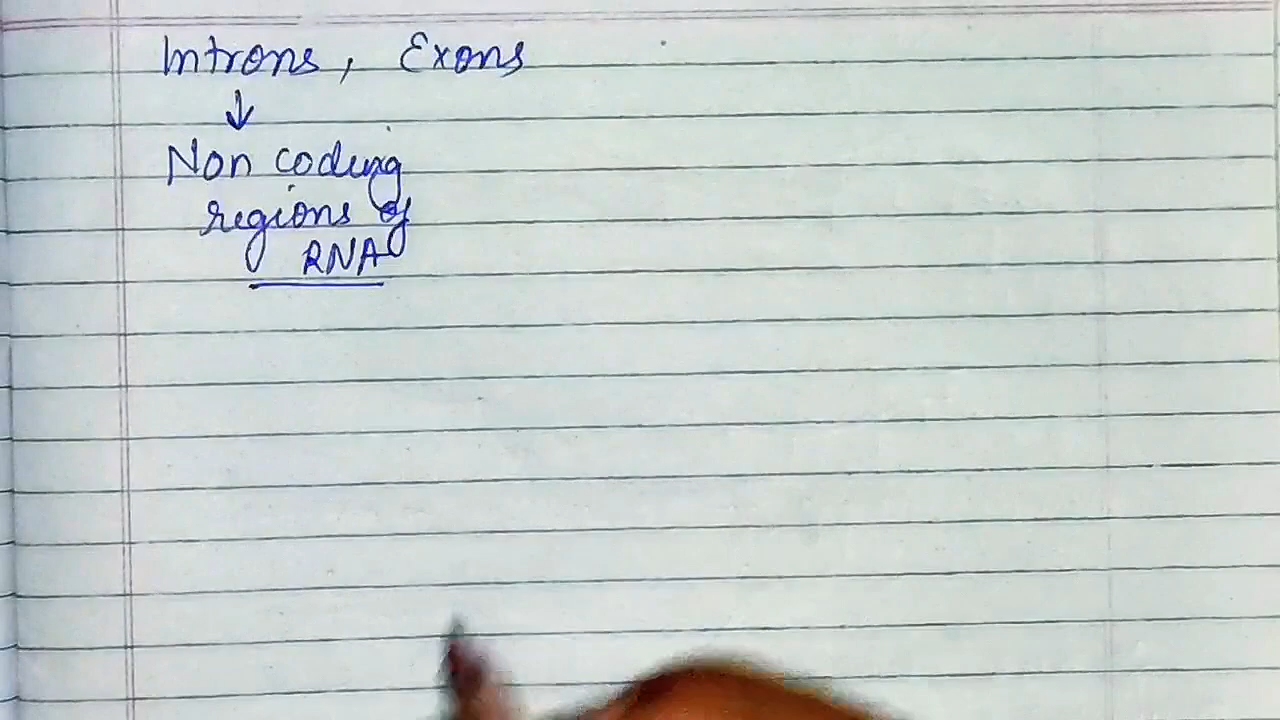 Introns, Exons
↓
Non coding
regions of
RNA